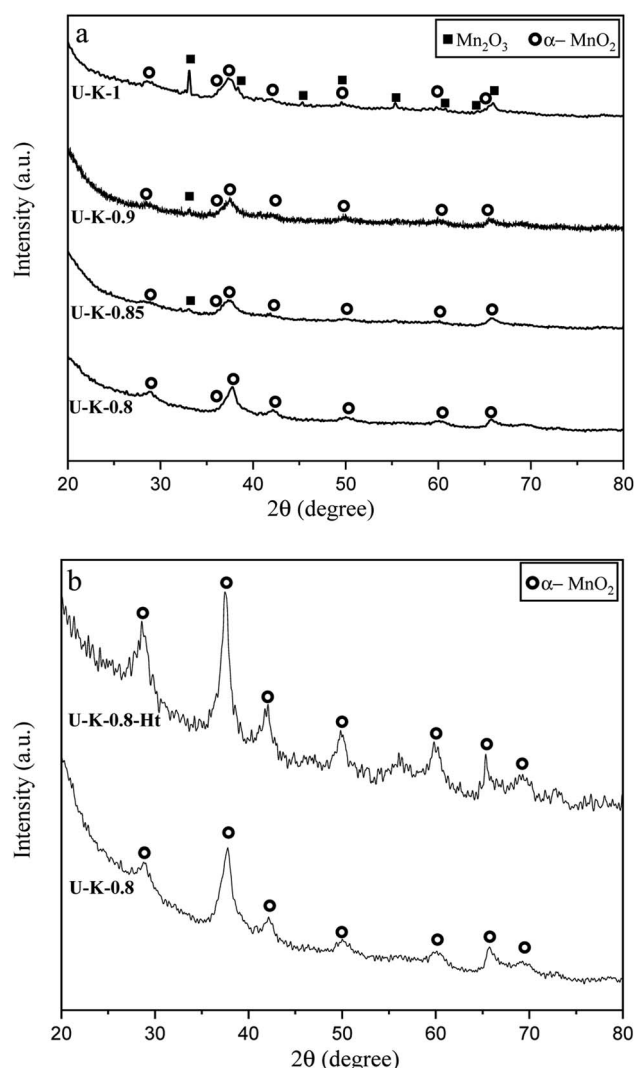 a
■ Mn₂O₃ O α– MnO₂
U-K-1
U-K-0.9
U-K-0.85
U-K-0.8
Intensity (a.u.)
20 30 40 50 60 70 80
2θ (degree)
b
O α– MnO₂
U-K-0.8-Ht
U-K-0.8
Intensity (a.u.)
20 30 40 50 60 70 80
2θ (degree)